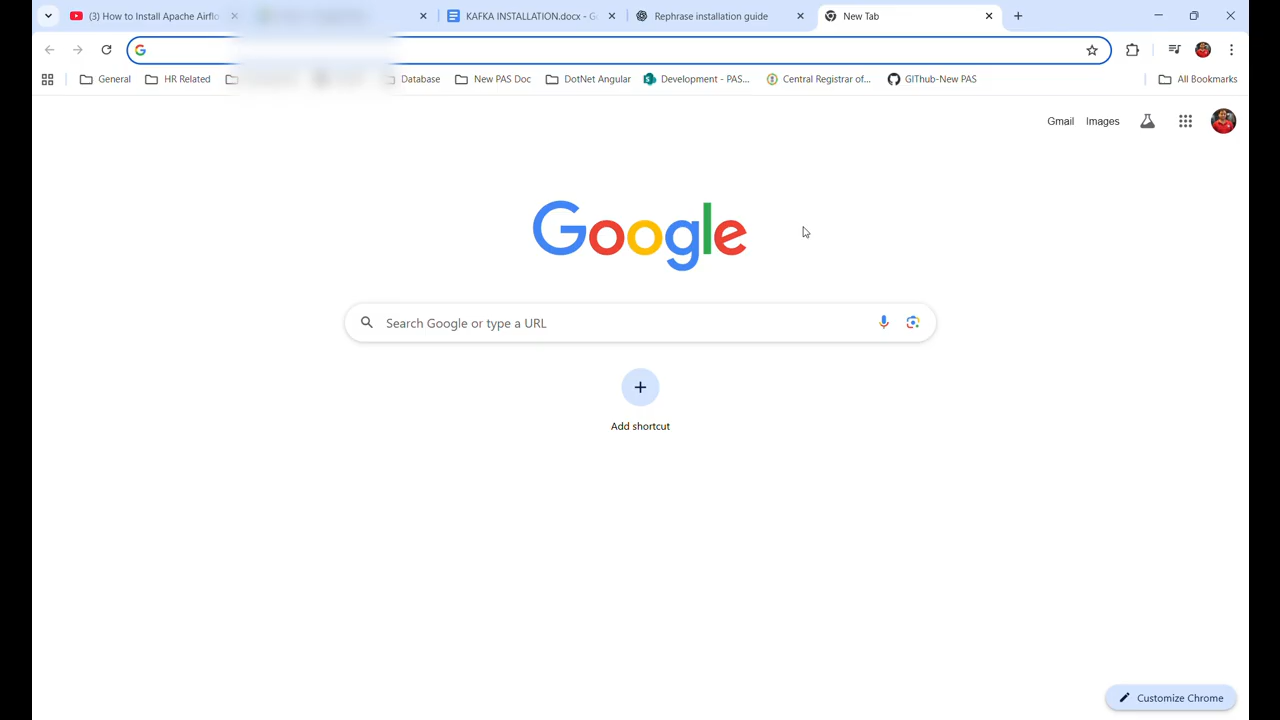 (3) How to Install Apache Airflo
KAFKA INSTALLATION.docx - G
Rephrase installation guide
New Tab
General
HR Related
Database
New PAS Doc
DotNet Angular
Development - PAS...
Central Registrar of...
GIThub-New PAS
All Bookmarks
Gmail
Images
Google
Search Google or type a URL
Add shortcut
Customize Chrome